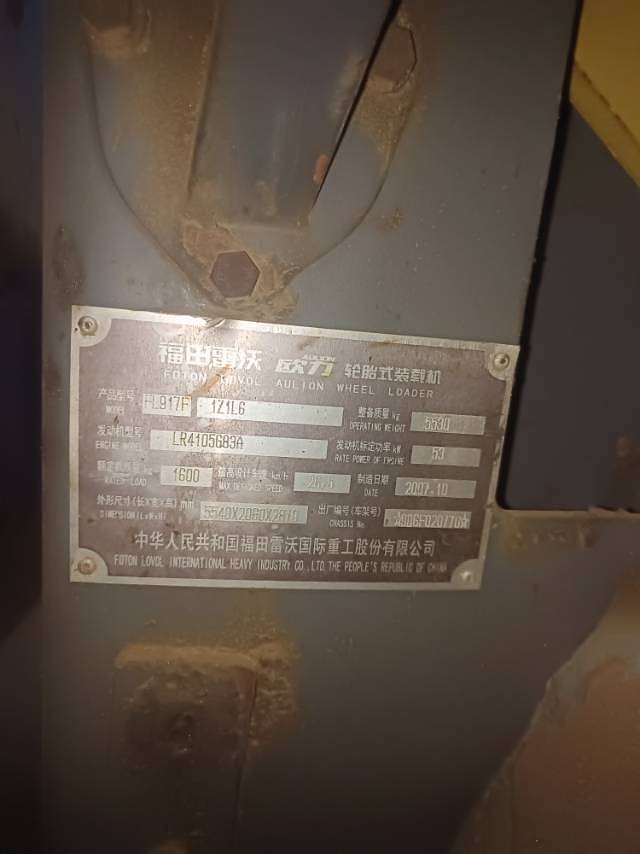 福田雷沃 欧力 AULION 轮胎式装载机
FOTON LOVOL AULION WHEEL LOADER
产品型号 MODEL FL917F 1Z1L6 整备质量 kg OPERATING WEIGHT 5530
发动机型号 ENGINE MODEL LR4105G83A 发动机标定功率 kW RATE POWER OF ENGINE 53
额定载质量 kg RATED LOAD 1600 最高设计车速 km/h MAX DESIGNED SPEED 制造日期 DATE 2007.10
外形尺寸(长×宽×高) mm DIMENSION(L×W×H) 出厂编号(车架号) CHASSIS No.
中华人民共和国福田雷沃国际重工股份有限公司
FOTON LOVOL INTERNATIONAL HEAVY INDUSTRY CO., LTD, THE PEOPLE'S REPUBLIC OF CHINA